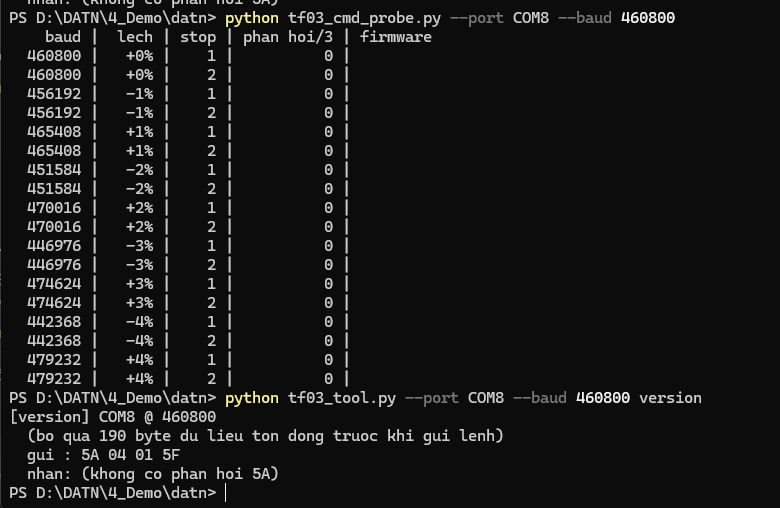 nhan: (khong co phan hoi 5A)
PS D:\DATN\4_Demo\datn> python tf03_cmd_probe.py --port COM8 --baud 460800
baud | lech | stop | phan hoi/3 | firmware
460800 | +0% | 1 | 0 |
460800 | +0% | 2 | 0 |
456192 | -1% | 1 | 0 |
456192 | -1% | 2 | 0 |
465408 | +1% | 1 | 0 |
465408 | +1% | 2 | 0 |
451584 | -2% | 1 | 0 |
451584 | -2% | 2 | 0 |
470016 | +2% | 1 | 0 |
470016 | +2% | 2 | 0 |
446976 | -3% | 1 | 0 |
446976 | -3% | 2 | 0 |
474624 | +3% | 1 | 0 |
474624 | +3% | 2 | 0 |
442368 | -4% | 1 | 0 |
442368 | -4% | 2 | 0 |
479232 | +4% | 1 | 0 |
479232 | +4% | 2 | 0 |
PS D:\DATN\4_Demo\datn> python tf03_tool.py --port COM8 --baud 460800 version
[version] COM8 @ 460800
(bo qua 190 byte du lieu ton dong truoc khi gui lenh)
gui : 5A 04 01 5F
nhan: (khong co phan hoi 5A)
PS D:\DATN\4_Demo\datn>